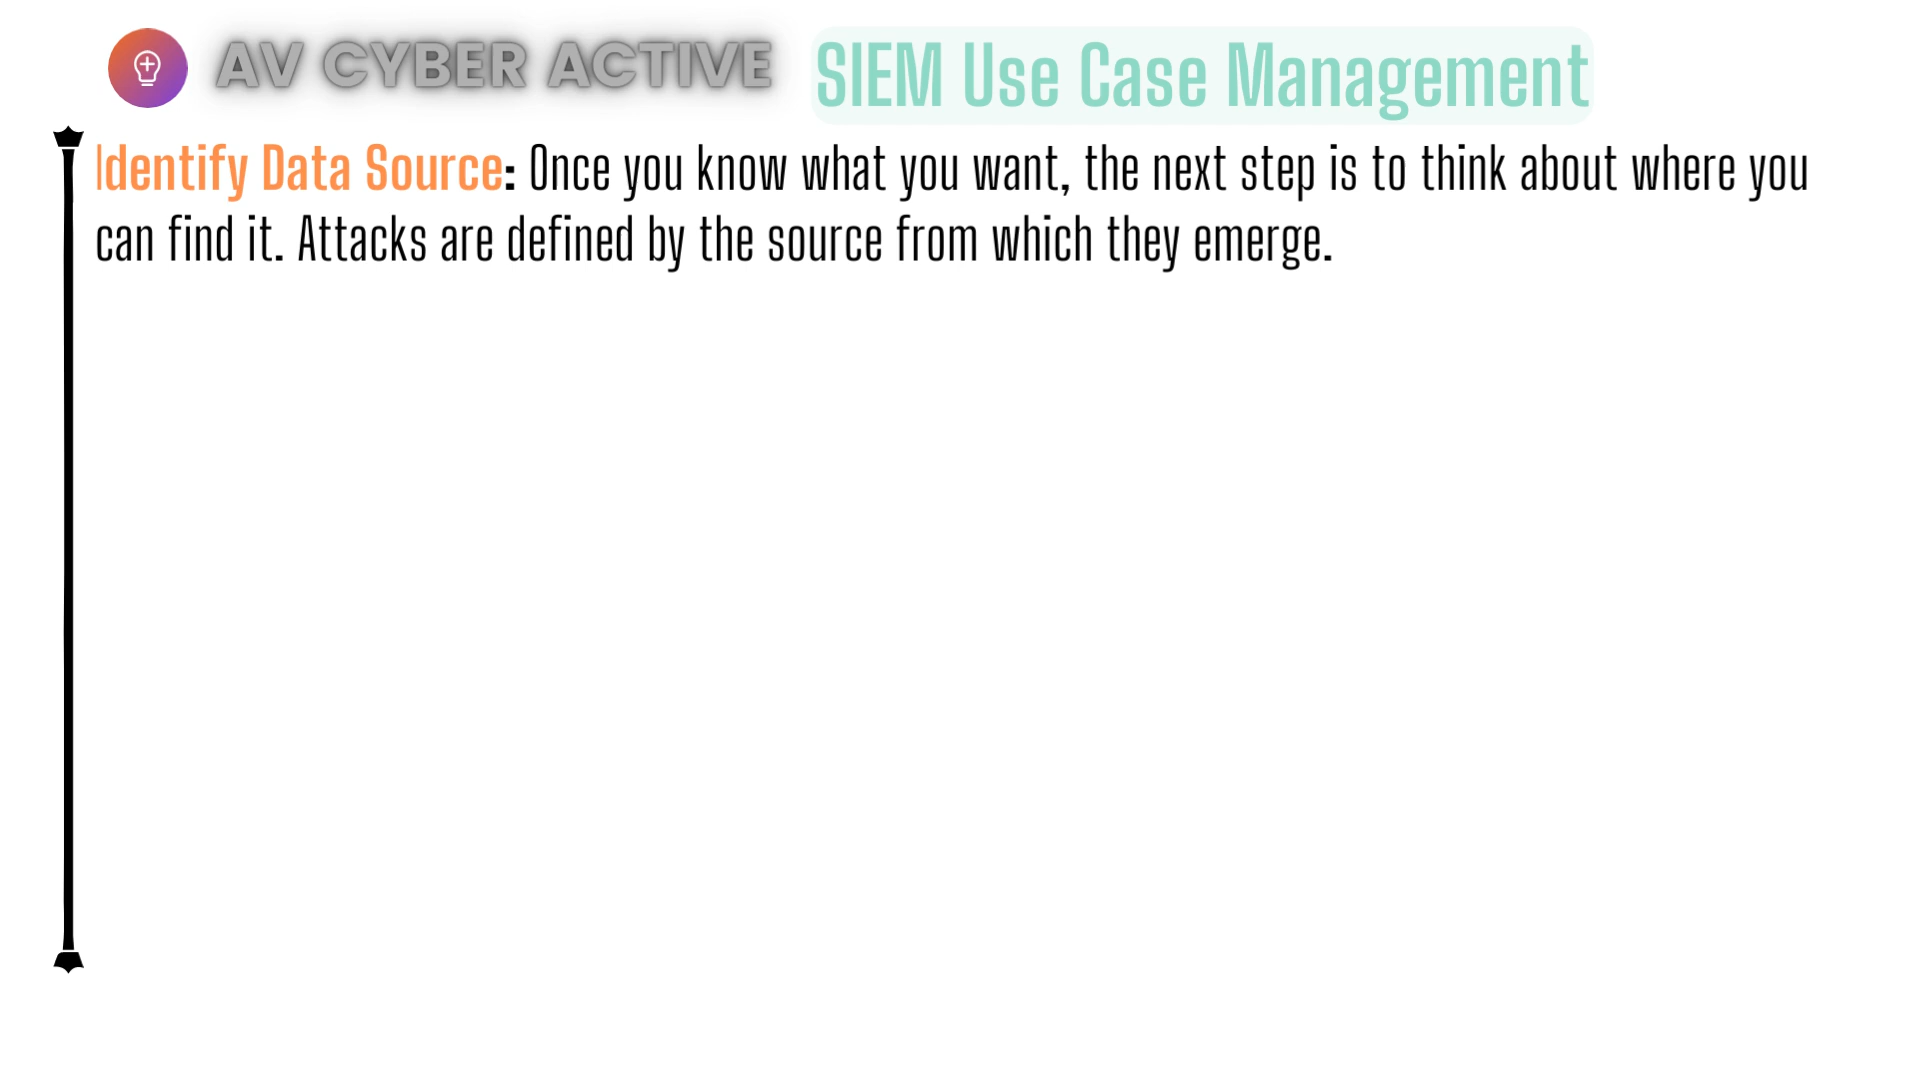 AV CYBER ACTIVE
SIEM Use Case Management
Identify Data Source: Once you know what you want, the next step is to think about where you
can find it. Attacks are defined by the source from which they emerge.